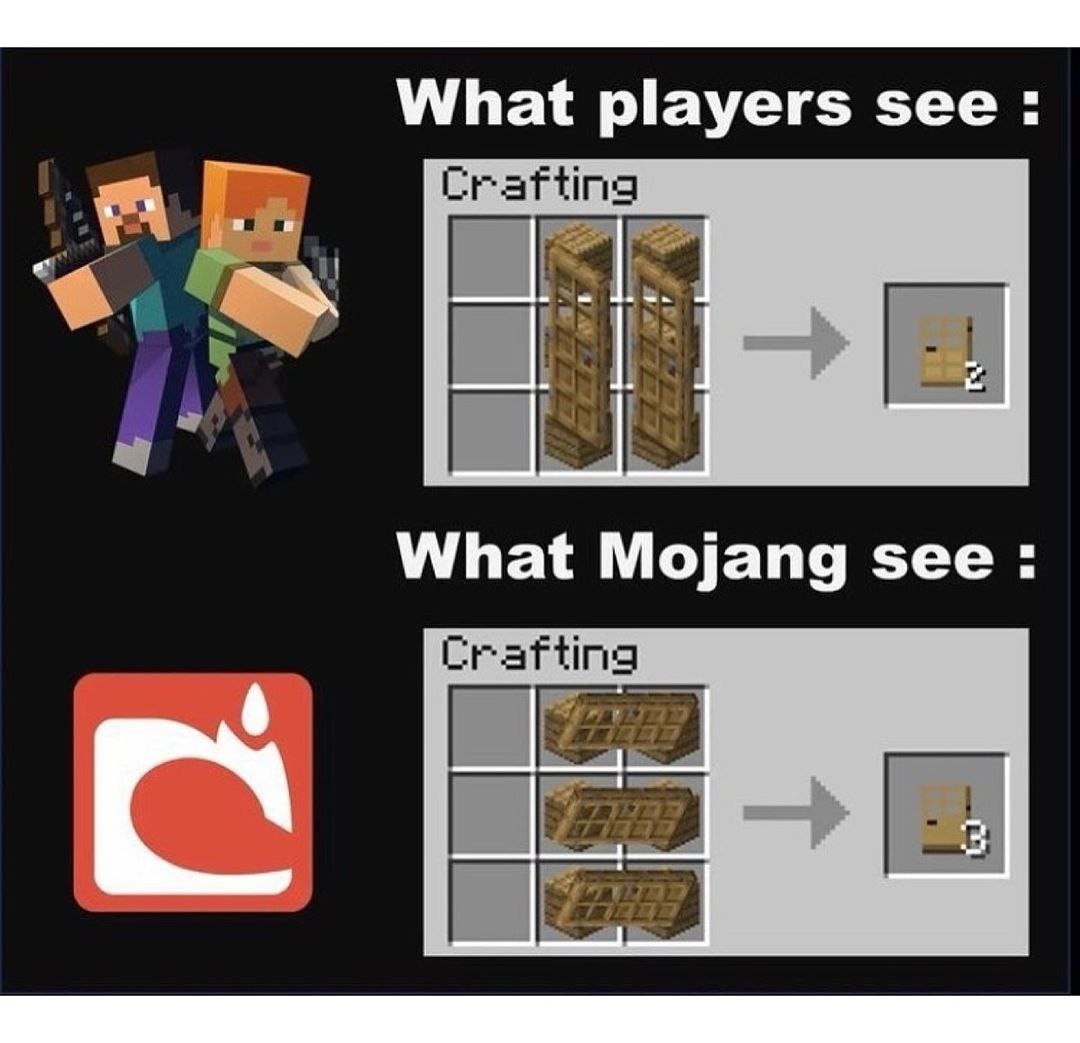 What players see :
Crafting
2
What Mojang see :
Crafting
3